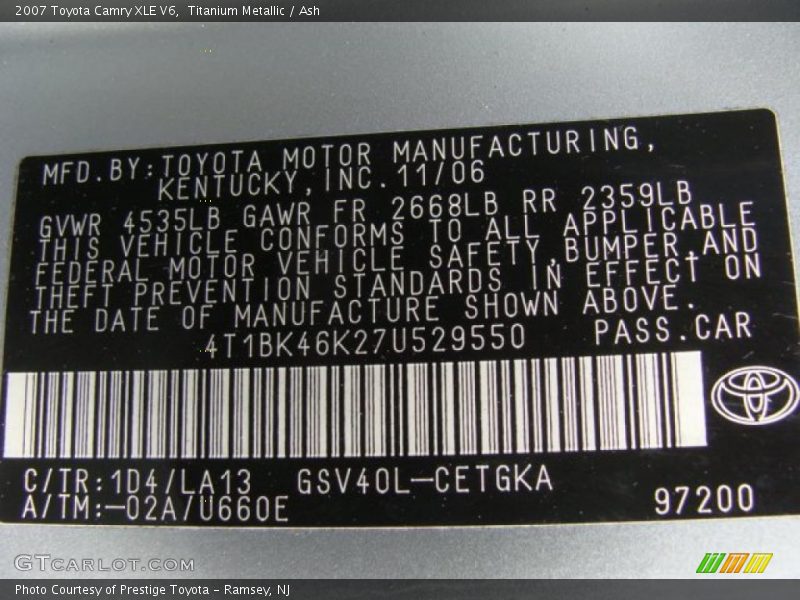 2007 Toyota Camry XLE V6, Titanium Metallic / Ash
MFD.BY:TOYOTA MOTOR MANUFACTURING,
KENTUCKY,INC.11/06
GVWR 4535LB GAWR FR 2668LB RR 2359LB
THIS VEHICLE CONFORMS TO ALL APPLICABLE
FEDERAL MOTOR VEHICLE SAFETY,BUMPER,AND
THEFT PREVENTION STANDARDS IN EFFECT ON
THE DATE OF MANUFACTURE SHOWN ABOVE.
4T1BK46K27U529550 PASS.CAR
C/TR:1D4/LA13 GSV40L-CETGKA
A/TM:-02A/U660E 97200
GTCARLOT.COM
Photo Courtesy of Prestige Toyota - Ramsey, NJ